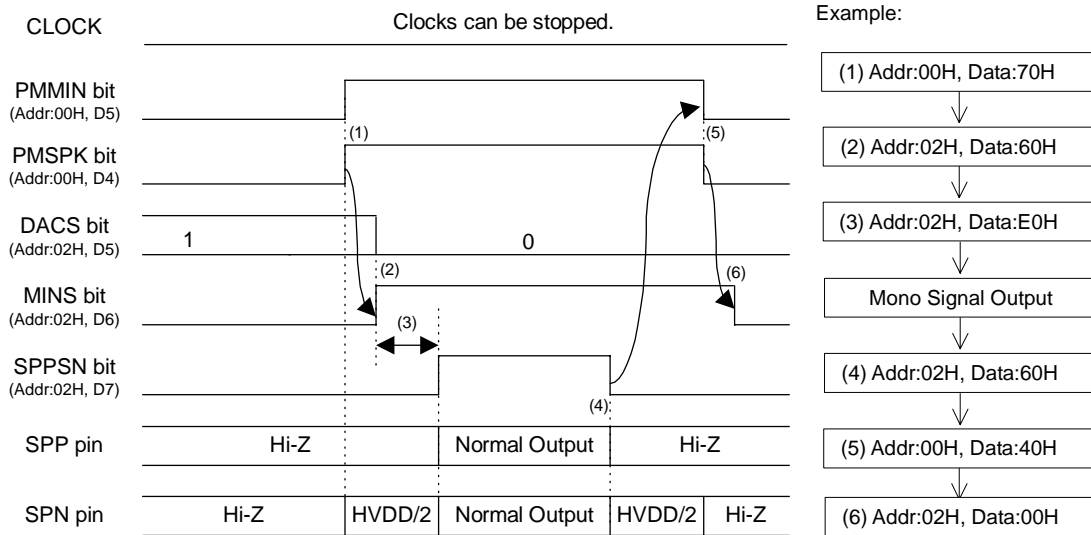 CLOCK
Clocks can be stopped.
Example:
PMMIN bit
(Addr:00H, D5)
(1)
(5)
PMSPK bit
(Addr:00H, D4)
DACS bit
(Addr:02H, D5)
1
0
(2)
(6)
MINS bit
(Addr:02H, D6)
(3)
SPPSN bit
(Addr:02H, D7)
(4)
SPP pin
Hi-Z
Normal Output
Hi-Z
SPN pin
Hi-Z
HVDD/2
Normal Output
HVDD/2
Hi-Z
(1) Addr:00H, Data:70H
(2) Addr:02H, Data:60H
(3) Addr:02H, Data:E0H
Mono Signal Output
(4) Addr:02H, Data:60H
(5) Addr:00H, Data:40H
(6) Addr:02H, Data:00H